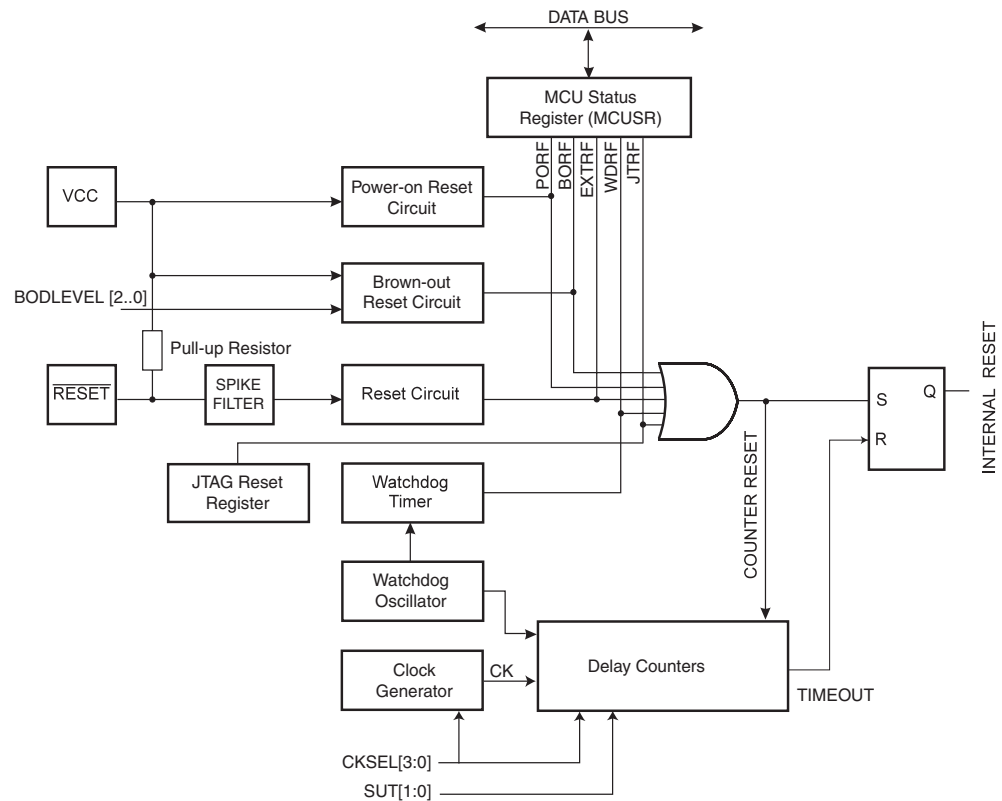 DATA BUS
MCU Status
Register (MCUSR)
PORF
BORF
EXTRF
WDRF
JTRF
VCC
Power-on Reset
Circuit
Brown-out
Reset Circuit
BODLEVEL [2..0]
Pull-up Resistor
RESET
SPIKE
FILTER
Reset Circuit
JTAG Reset
Register
Watchdog
Timer
Watchdog
Oscillator
Clock
Generator
CK
Delay Counters
CKSEL[3:0]
SUT[1:0]
COUNTER RESET
TIMEOUT
S
R
Q
INTERNAL RESET